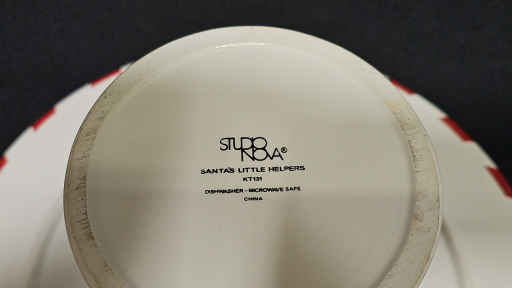 STUDIO
NOVA®
SANTA'S LITTLE HELPERS
KT131
DISHWASHER - MICROWAVE SAFE
CHINA